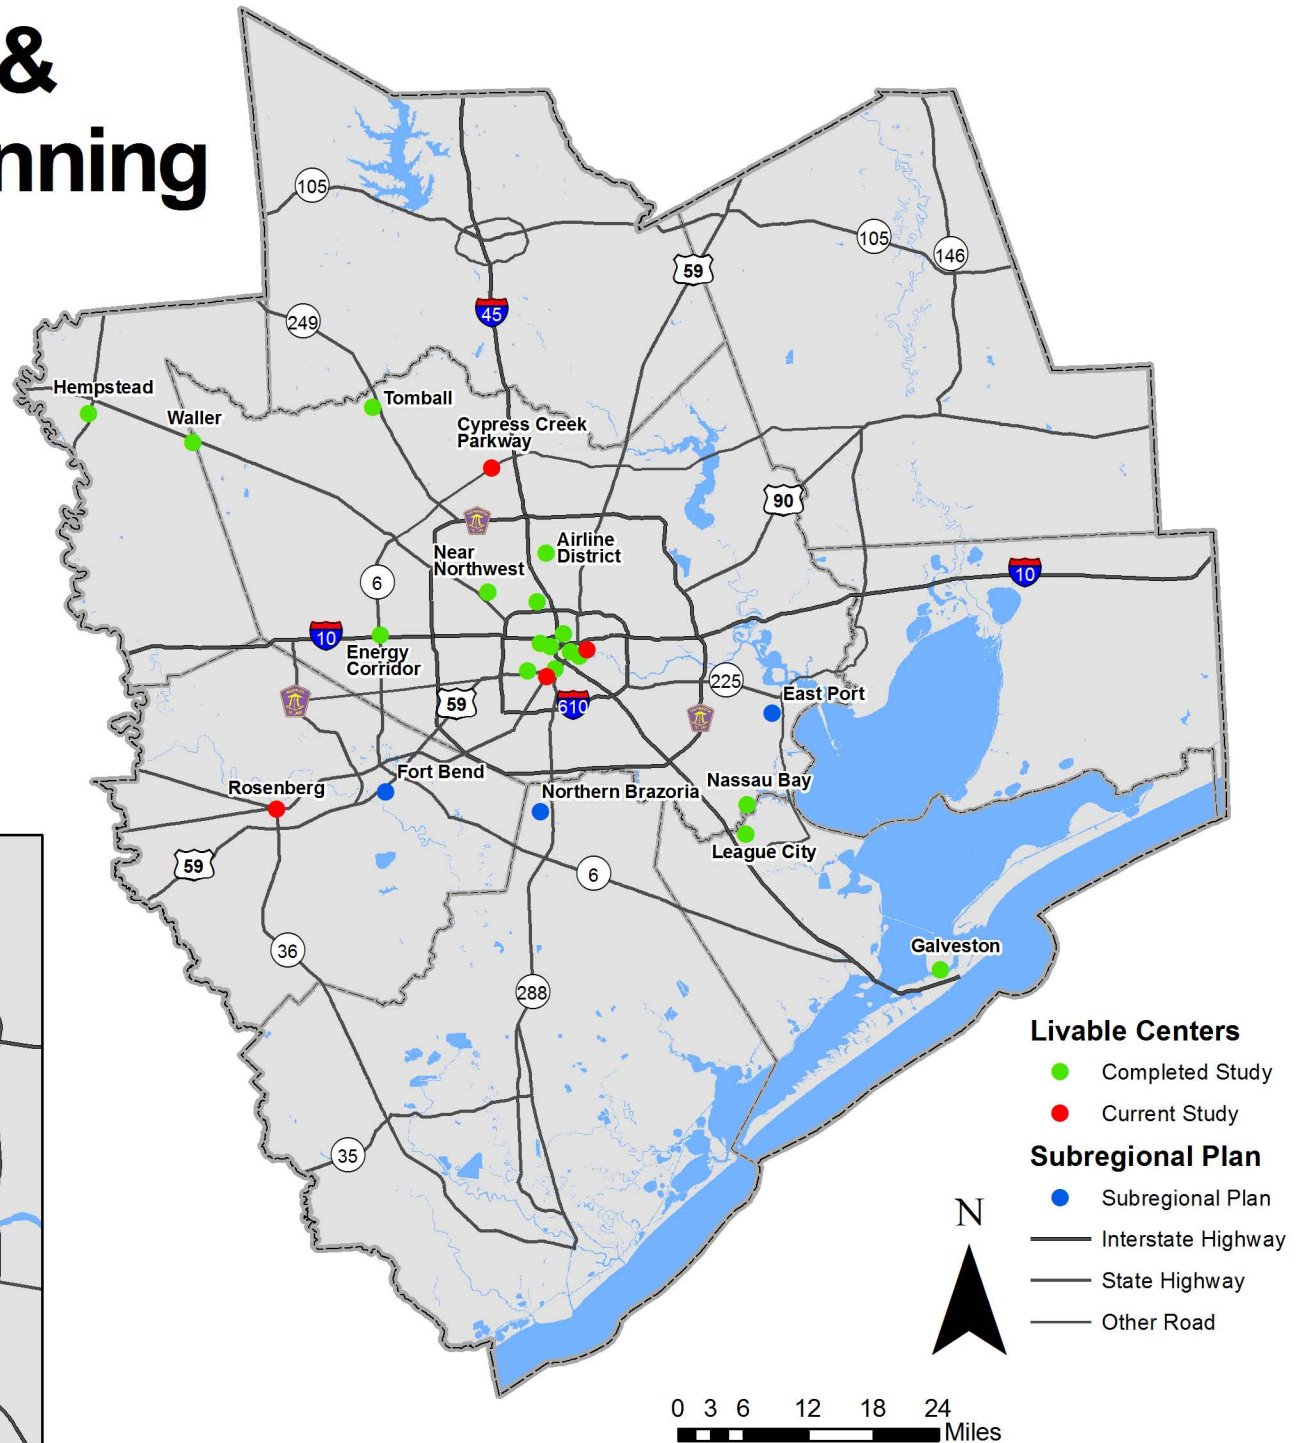 &
nning
105
105
146
59
45
249
Hempstead
Tomball
Waller
Cypress Creek
Parkway
90
Airline
District
Near
Northwest
6
10
10
Energy
Corridor
225
East Port
59
610
Fort Bend
Nassau Bay
Rosenberg
Northern Brazoria
League City
59
6
Galveston
36
288
35
Livable Centers
Completed Study
Current Study
Subregional Plan
Subregional Plan
Interstate Highway
State Highway
Other Road
N
0 3 6 12 18 24
Miles